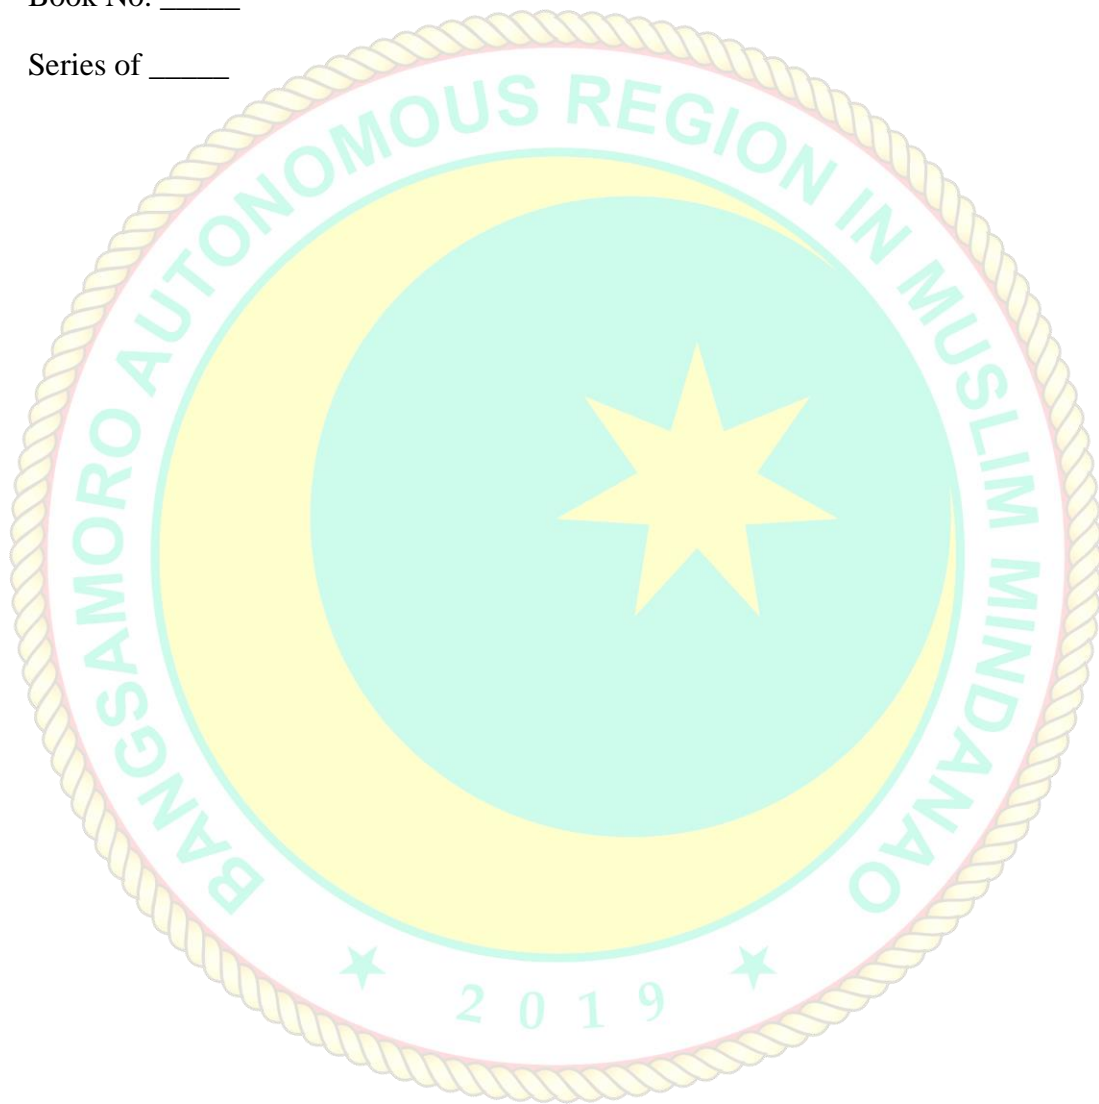 Book No. _____
Series of _____
BANGSAMORO AUTONOMOUS REGION IN MUSLIM MINDANAO
2019